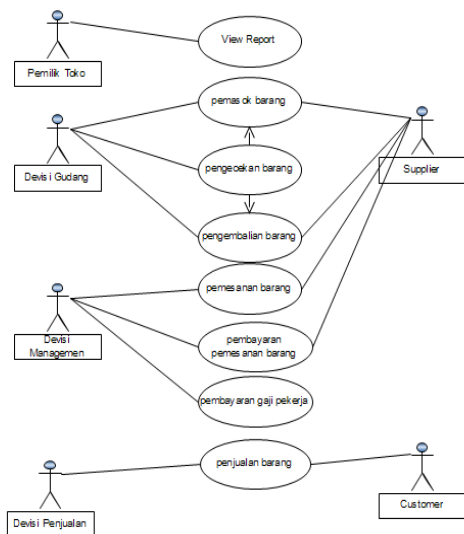 View Report
Pemilik Toko
pemasok barang
pengecekan barang
Devisi Gudang
Supplier
pengembalian barang
pemesanan barang
Devisi
Managemen
pembayaran
pemesanan barang
pembayaran gaji pekerja
penjualan barang
Devisi Penjualan
Customer